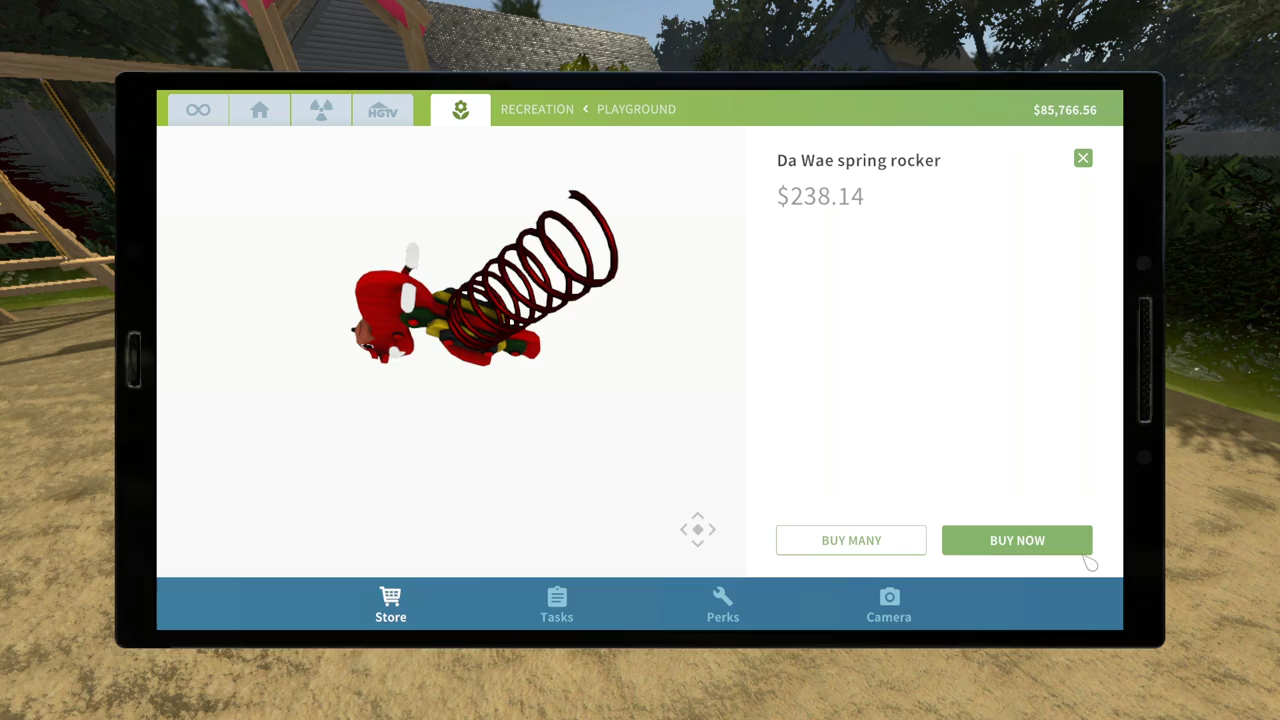 HGTV
RECREATION < PLAYGROUND
$85,766.56
Da Wae spring rocker
$238.14
BUY MANY
BUY NOW
Store
Tasks
Perks
Camera